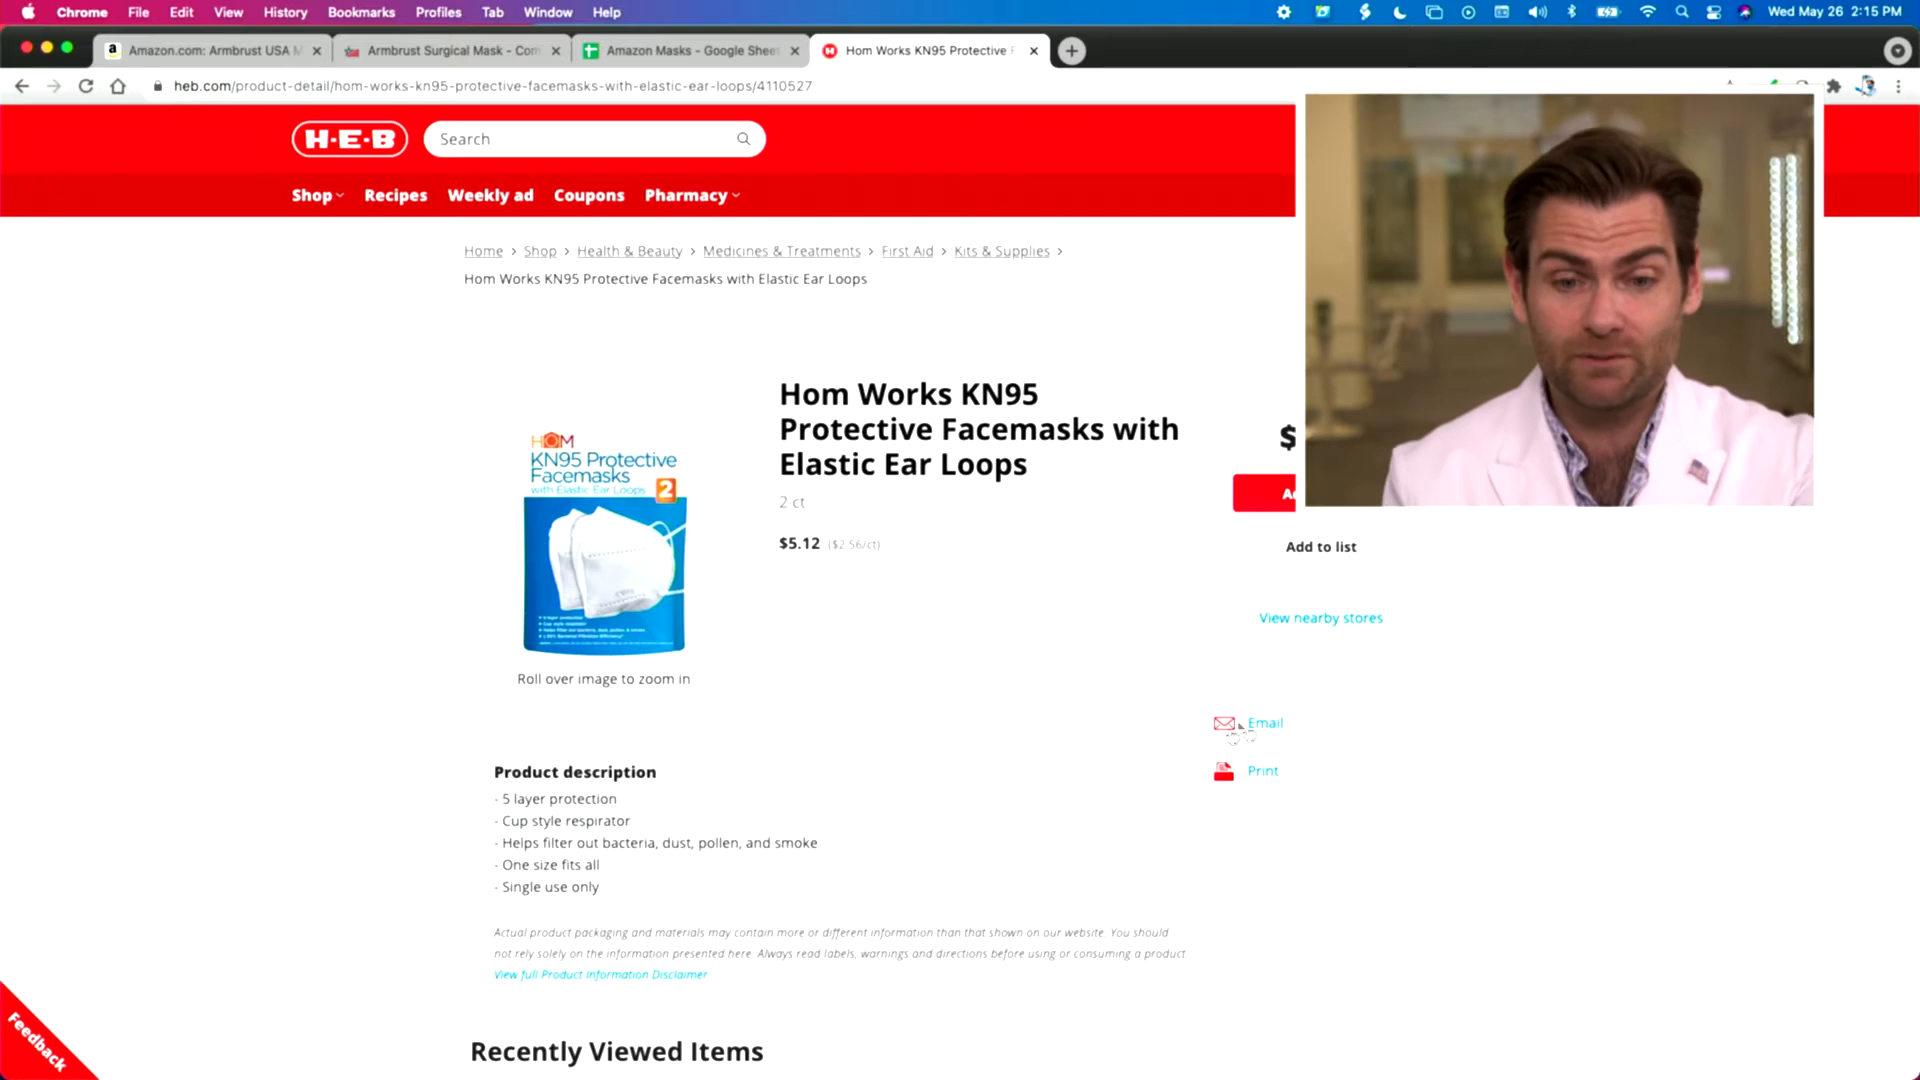 Chrome File Edit View History Bookmarks Profiles Tab Window Help Wed May 26 2:15 PM
Amazon.com: Armbrust USA M Armbrust Surgical Mask - Com Amazon Masks - Google Sheet Hom Works KN95 Protective F
heb.com/product-detail/hom-works-kn95-protective-facemasks-with-elastic-ear-loops/4110527
H-E-B Search
Shop Recipes Weekly ad Coupons Pharmacy
Home > Shop > Health & Beauty > Medicines & Treatments > First Aid > Kits & Supplies >
Hom Works KN95 Protective Facemasks with Elastic Ear Loops
Hom Works KN95
Protective Facemasks with
Elastic Ear Loops
2 ct
$5.12 ($2.56/ct)
$
Add to list
View nearby stores
Email
Print
HOM
KN95 Protective
Facemasks
with Elastic Ear Loops 2
Roll over image to zoom in
Product description
- 5 layer protection
- Cup style respirator
- Helps filter out bacteria, dust, pollen, and smoke
- One size fits all
- Single use only
Actual product packaging and materials may contain more or different information than that shown on our website. You should
not rely solely on the information presented here. Always read labels, warnings and directions before using or consuming a product.
View full Product Information Disclaimer
Feedback
Recently Viewed Items